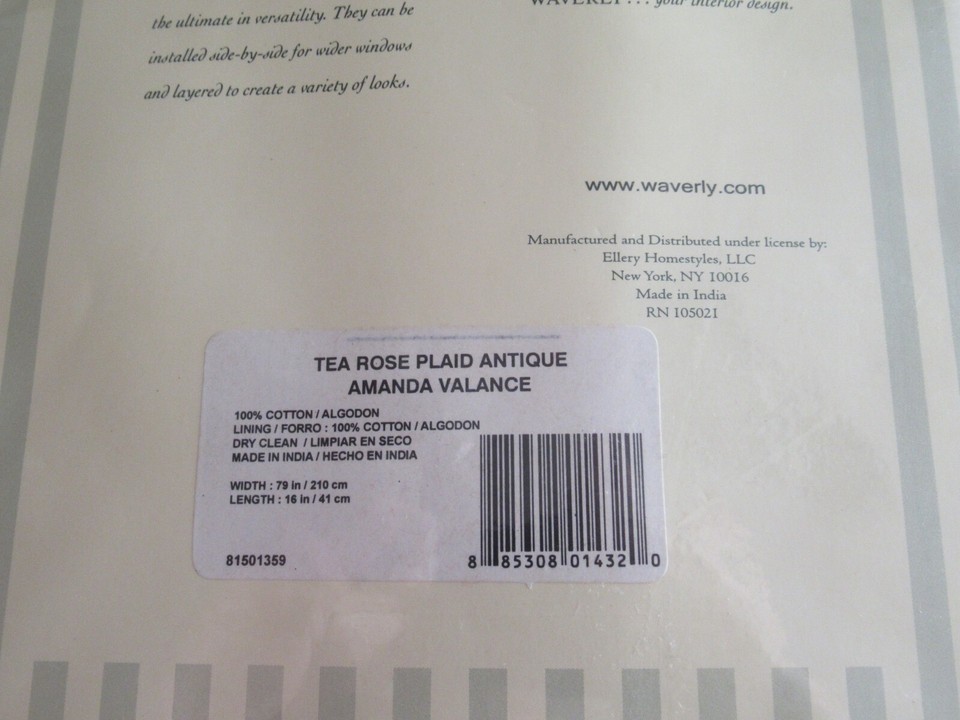 the ultimate in versatility. They can be
installed side-by-side for wider windows
and layered to create a variety of looks.
WAVERLY . . . your interior design.
www.waverly.com
Manufactured and Distributed under license by:
Ellery Homestyles, LLC
New York, NY 10016
Made in India
RN 105021
TEA ROSE PLAID ANTIQUE
AMANDA VALANCE
100% COTTON / ALGODON
LINING / FORRO : 100% COTTON / ALGODON
DRY CLEAN / LIMPIAR EN SECO
MADE IN INDIA / HECHO EN INDIA
WIDTH : 79 in / 210 cm
LENGTH : 16 in / 41 cm
81501359
8 85308 01432 0